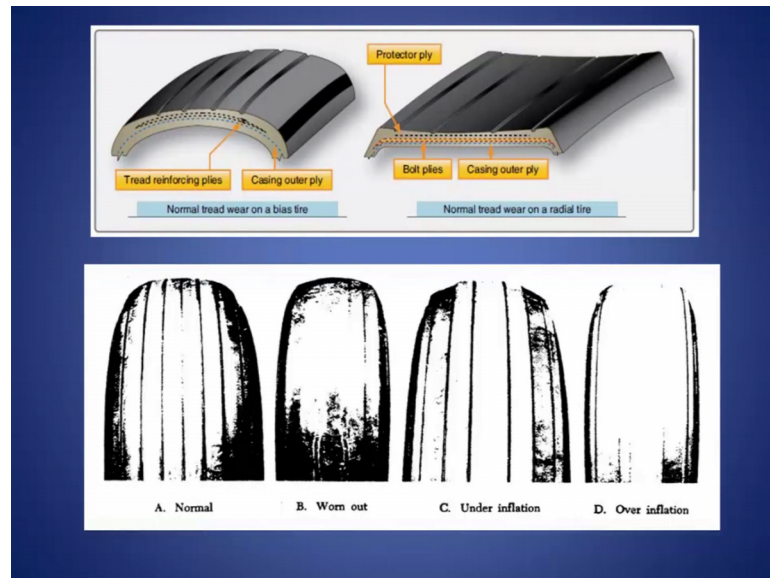 Protector ply
Tread reinforcing plies
Casing outer ply
Bolt plies
Casing outer ply
Normal tread wear on a bias tire
Normal tread wear on a radial tire
A. Normal
B. Worn out
C. Under inflation
D. Over inflation